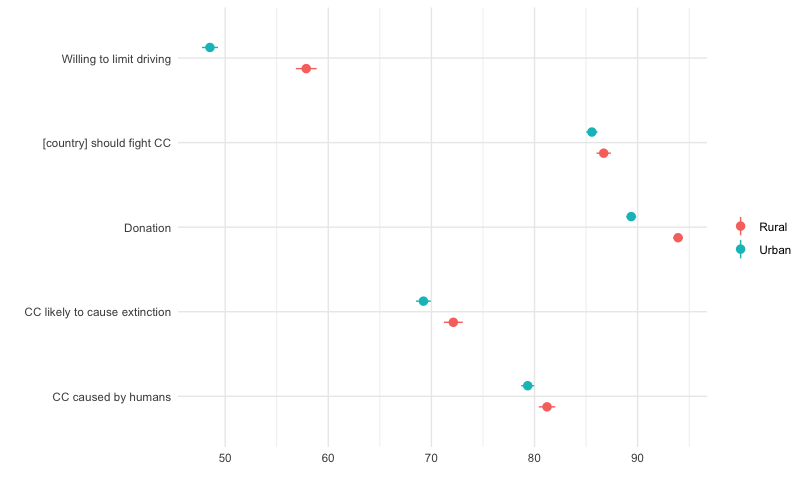 Willing to limit driving
[country] should fight CC
Donation
CC likely to cause extinction
CC caused by humans
50 60 70 80 90
Rural
Urban